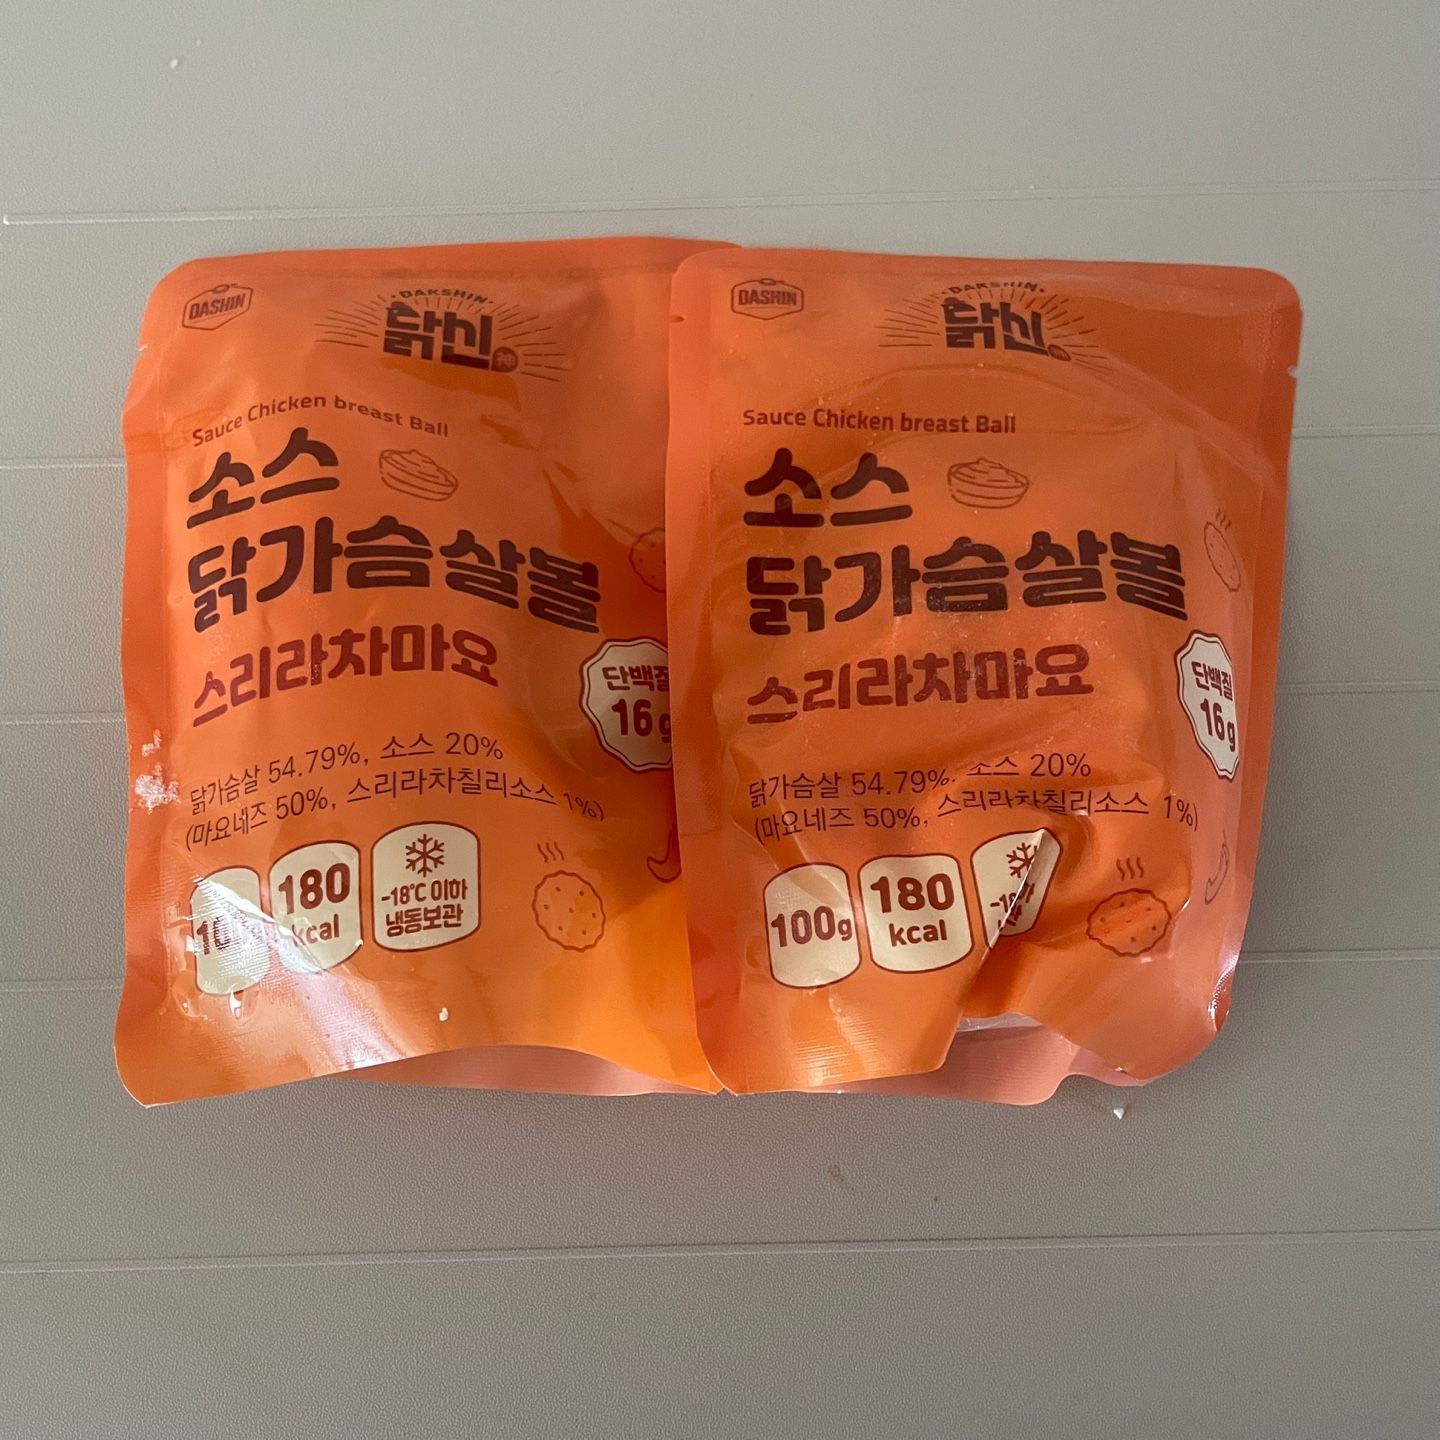 DASHIN
DAKSHIN
닭신
神
Sauce Chicken breast Ball
소스
닭가슴살볼
스리라차마요
단백질
16g
닭가슴살 54.79%, 소스 20%
(마요네즈 50%, 스리라차칠리소스 1%)
180
kcal
-18℃ 이하
냉동보관
DASHIN
DAKSHIN
닭신
Sauce Chicken breast Ball
소스
닭가슴살볼
스리라차마요
단백질
16g
닭가슴살 54.79%, 소스 20%
(마요네즈 50%, 스리라차칠리소스 1%)
100g
180
kcal